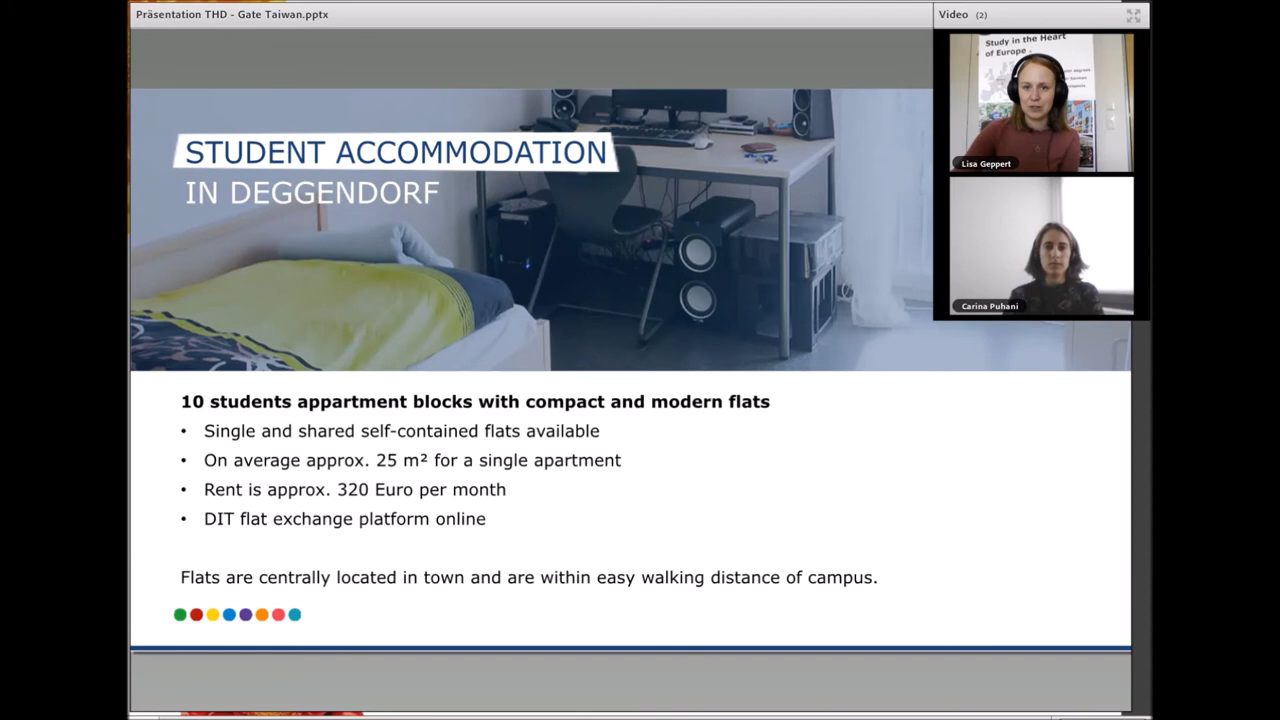 Präsentation THD - Gate Taiwan.pptx
Video (2)
Study in the Heart
of Europe .
Lisa Geppert
Carina Puhani
STUDENT ACCOMMODATION
IN DEGGENDORF
10 students appartment blocks with compact and modern flats
• Single and shared self-contained flats available
• On average approx. 25 m² for a single apartment
• Rent is approx. 320 Euro per month
• DIT flat exchange platform online
Flats are centrally located in town and are within easy walking distance of campus.